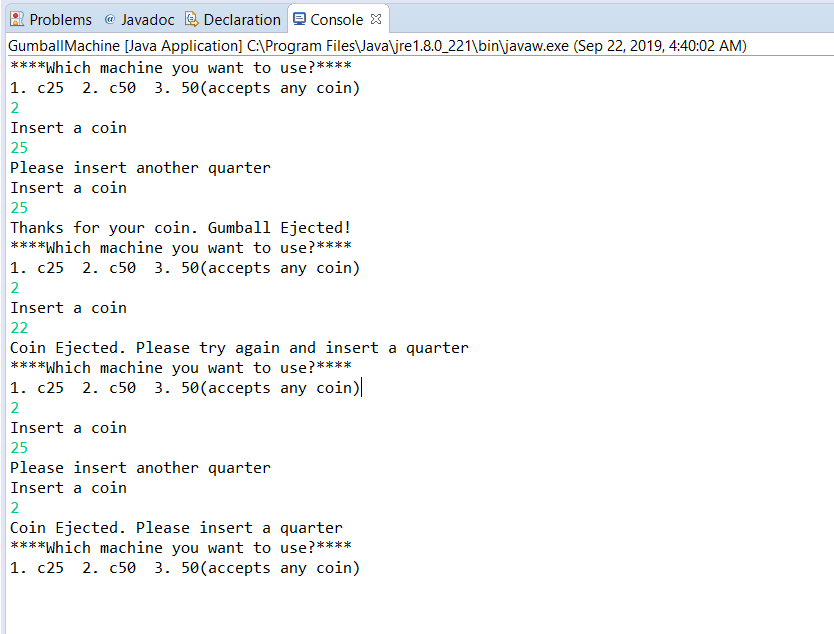 Problems @ Javadoc Declaration Console
GumballMachine [Java Application] C:\Program Files\Java\jre1.8.0_221\bin\javaw.exe (Sep 22, 2019, 4:40:02 AM)
****Which machine you want to use?****
1. c25  2. c50  3. 50(accepts any coin)
2
Insert a coin
25
Please insert another quarter
Insert a coin
25
Thanks for your coin. Gumball Ejected!
****Which machine you want to use?****
1. c25  2. c50  3. 50(accepts any coin)
2
Insert a coin
22
Coin Ejected. Please try again and insert a quarter
****Which machine you want to use?****
1. c25  2. c50  3. 50(accepts any coin)
2
Insert a coin
25
Please insert another quarter
Insert a coin
2
Coin Ejected. Please insert a quarter
****Which machine you want to use?****
1. c25  2. c50  3. 50(accepts any coin)